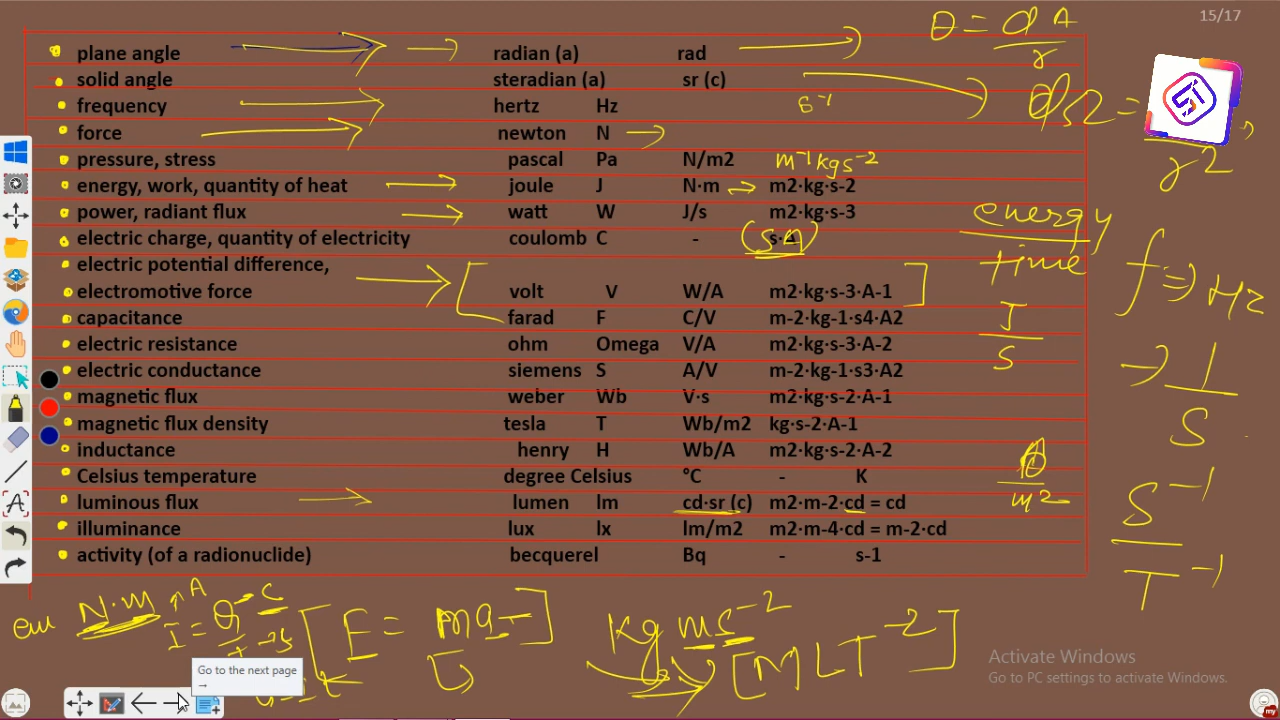 15/17
θ = dA
r
plane angle radian (a) rad
solid angle steradian (a) sr (c)
frequency hertz Hz s-1
dΩ =
r2
force newton N
pressure, stress pascal Pa N/m2 m-1kgs-2
energy, work, quantity of heat joule J N·m m2·kg·s-2
power, radiant flux watt W J/s m2·kg·s-3
electric charge, quantity of electricity coulomb C -
energy
time
electric potential difference,
electromotive force volt V W/A m2·kg·s-3·A-1
f => Hz
capacitance farad F C/V m-2·kg-1·s4·A2
J
S
electric resistance ohm Omega V/A m2·kg·s-3·A-2
electric conductance siemens S A/V m-2·kg-1·s3·A2
1
S
magnetic flux weber Wb V·s m2·kg·s-2·A-1
magnetic flux density tesla T Wb/m2 kg·s-2·A-1
inductance henry H Wb/A m2·kg·s-2·A-2
Celsius temperature degree Celsius °C - K
m2
S-1
T-1
luminous flux lumen lm cd·sr (c) m2·m-2·cd = cd
illuminance lux lx lm/m2 m2·m-4·cd = m-2·cd
activity (of a radionuclide) becquerel Bq - s-1
N·m I = Q C A
[F = ma] kg ms-2
[MLT-2]
Go to the next page
→
Activate Windows
Go to PC settings to activate Windows.